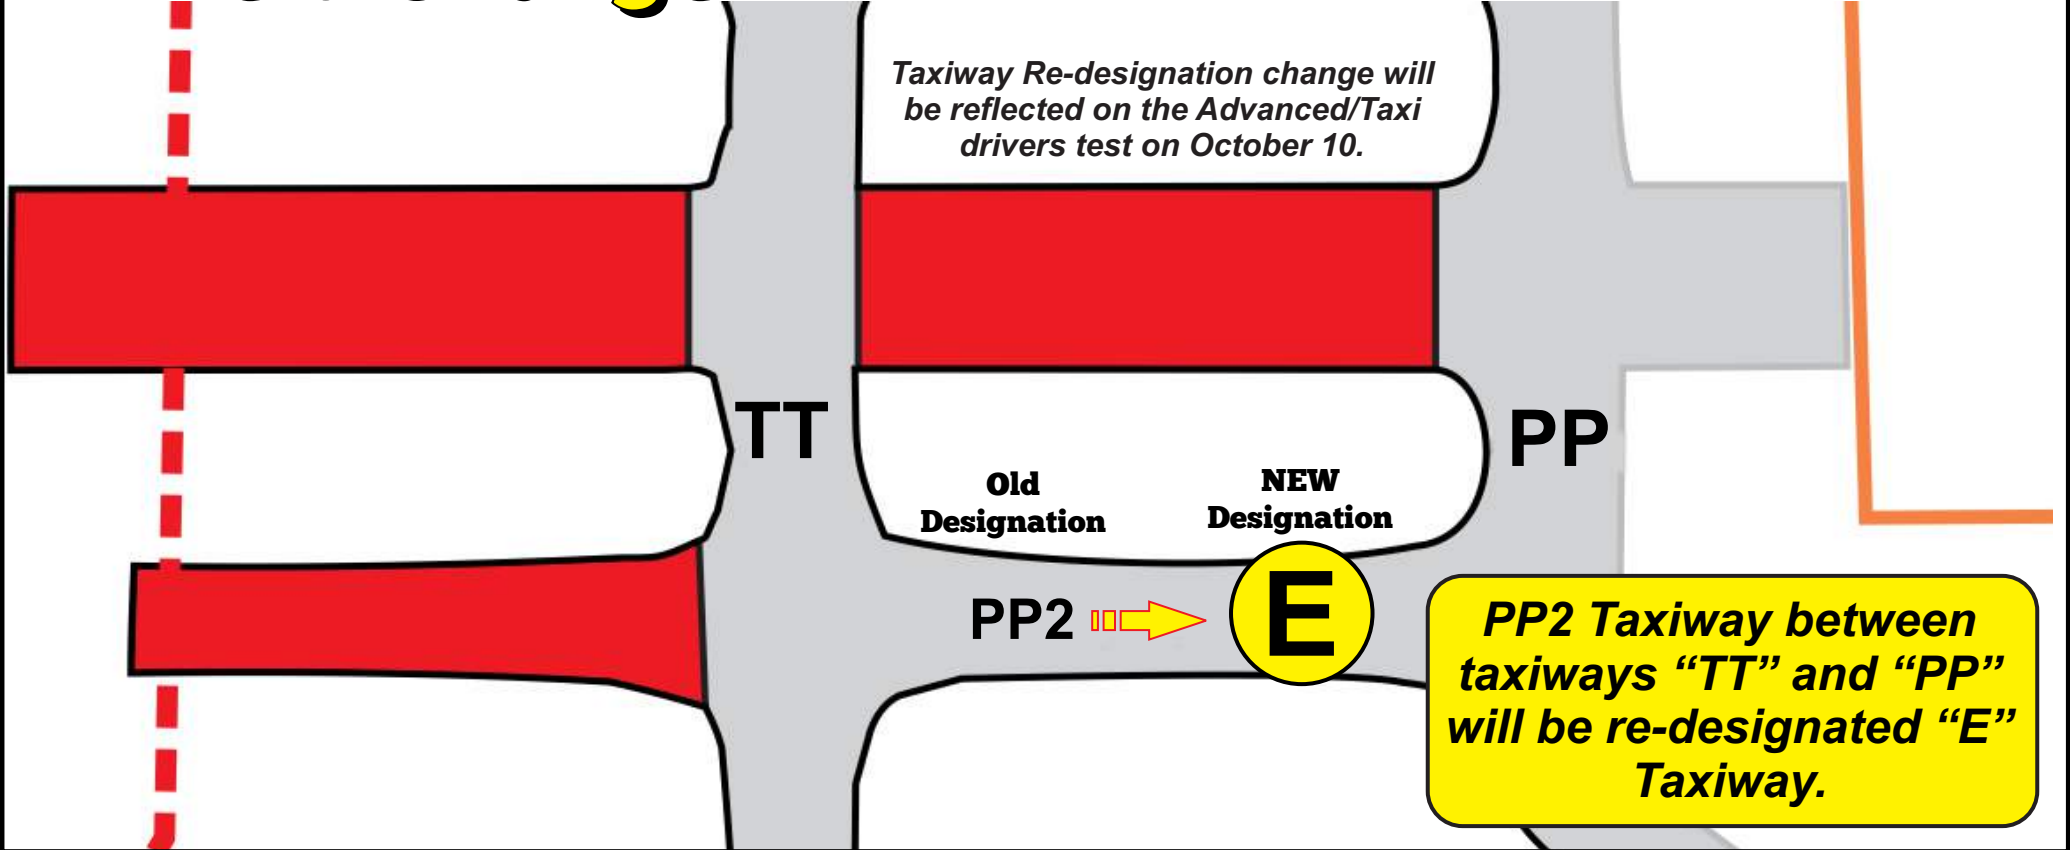 Taxiway Re-designation change will
be reflected on the Advanced/Taxi
drivers test on October 10.
TT
PP
Old
Designation
NEW
Designation
PP2
E
PP2 Taxiway between
taxiways “TT” and “PP”
will be re-designated “E”
Taxiway.